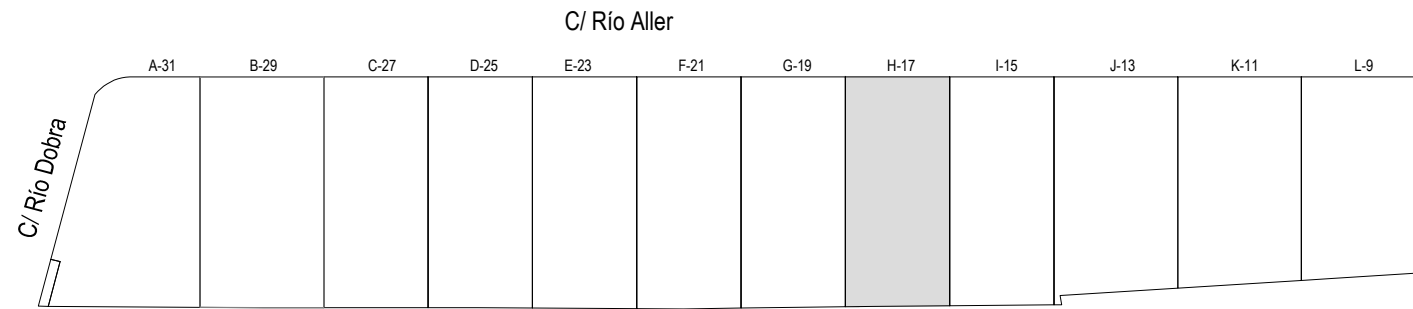 C/ Río Aller
A-31 B-29 C-27 D-25 E-23 F-21 G-19 H-17 I-15 J-13 K-11 L-9
C/ Río Dobra